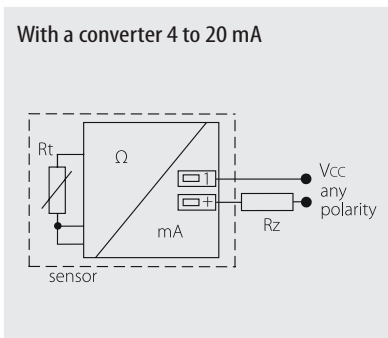 With a converter 4 to 20 mA
Rt
Ω
1
Vcc
any
polarity
+
Rz
mA
sensor